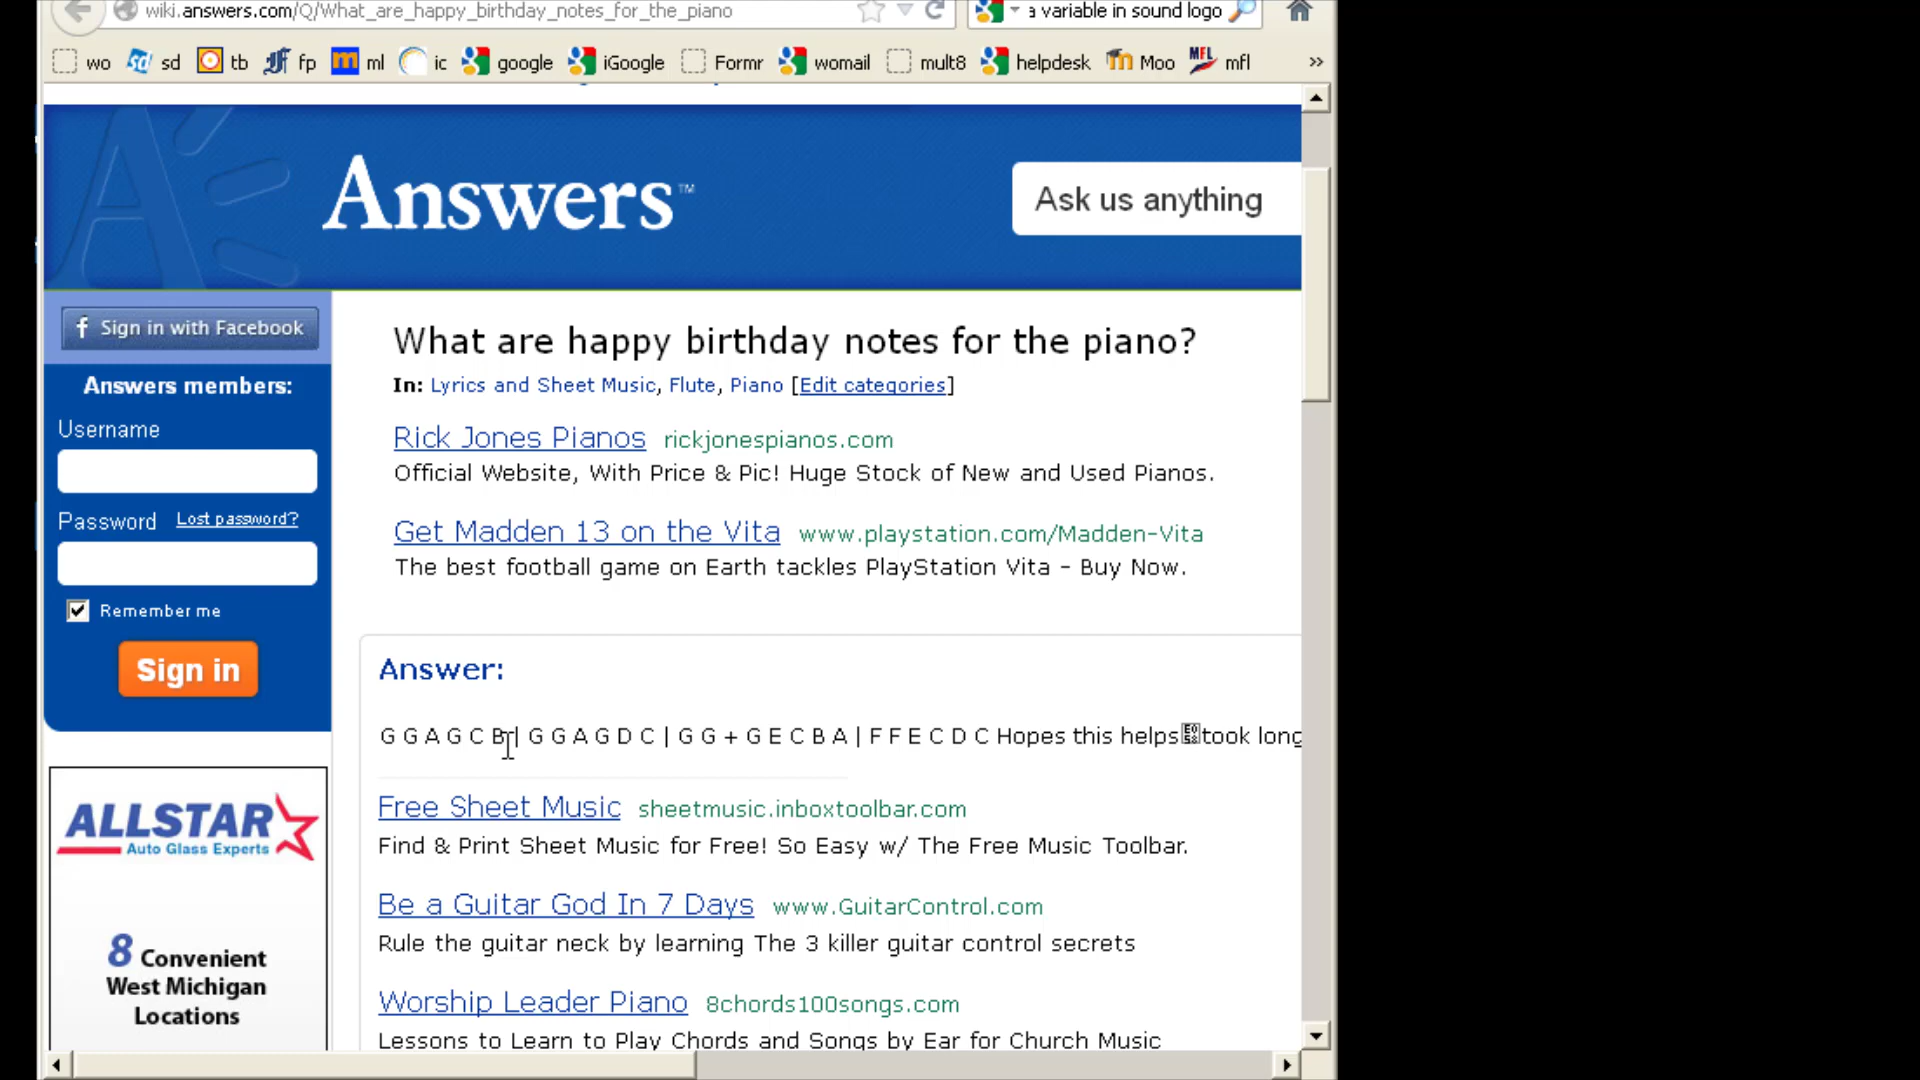 wiki.answers.com/Q/What_are_happy_birthday_notes_for_the_piano
a variable in sound logo
wo sd tb fp ml ic google iGoogle Formr womail mult8 helpdesk Moo mfl »
Answers™
Ask us anything
Sign in with Facebook
Answers members:
Username
Password Lost password?
Remember me
Sign in
What are happy birthday notes for the piano?
In: Lyrics and Sheet Music, Flute, Piano [Edit categories]
Rick Jones Pianos rickjonespianos.com
Official Website, With Price & Pic! Huge Stock of New and Used Pianos.
Get Madden 13 on the Vita www.playstation.com/Madden-Vita
The best football game on Earth tackles PlayStation Vita - Buy Now.
Answer:
G G A G C B | G G A G D C | G G + G E C B A | F F E C D C Hopes this helps took long
Free Sheet Music sheetmusic.inboxtoolbar.com
Find & Print Sheet Music for Free! So Easy w/ The Free Music Toolbar.
Be a Guitar God In 7 Days www.GuitarControl.com
Rule the guitar neck by learning The 3 killer guitar control secrets
Worship Leader Piano 8chords100songs.com
Lessons to Learn to Play Chords and Songs by Ear for Church Music
ALLSTAR
Auto Glass Experts
8 Convenient
West Michigan
Locations